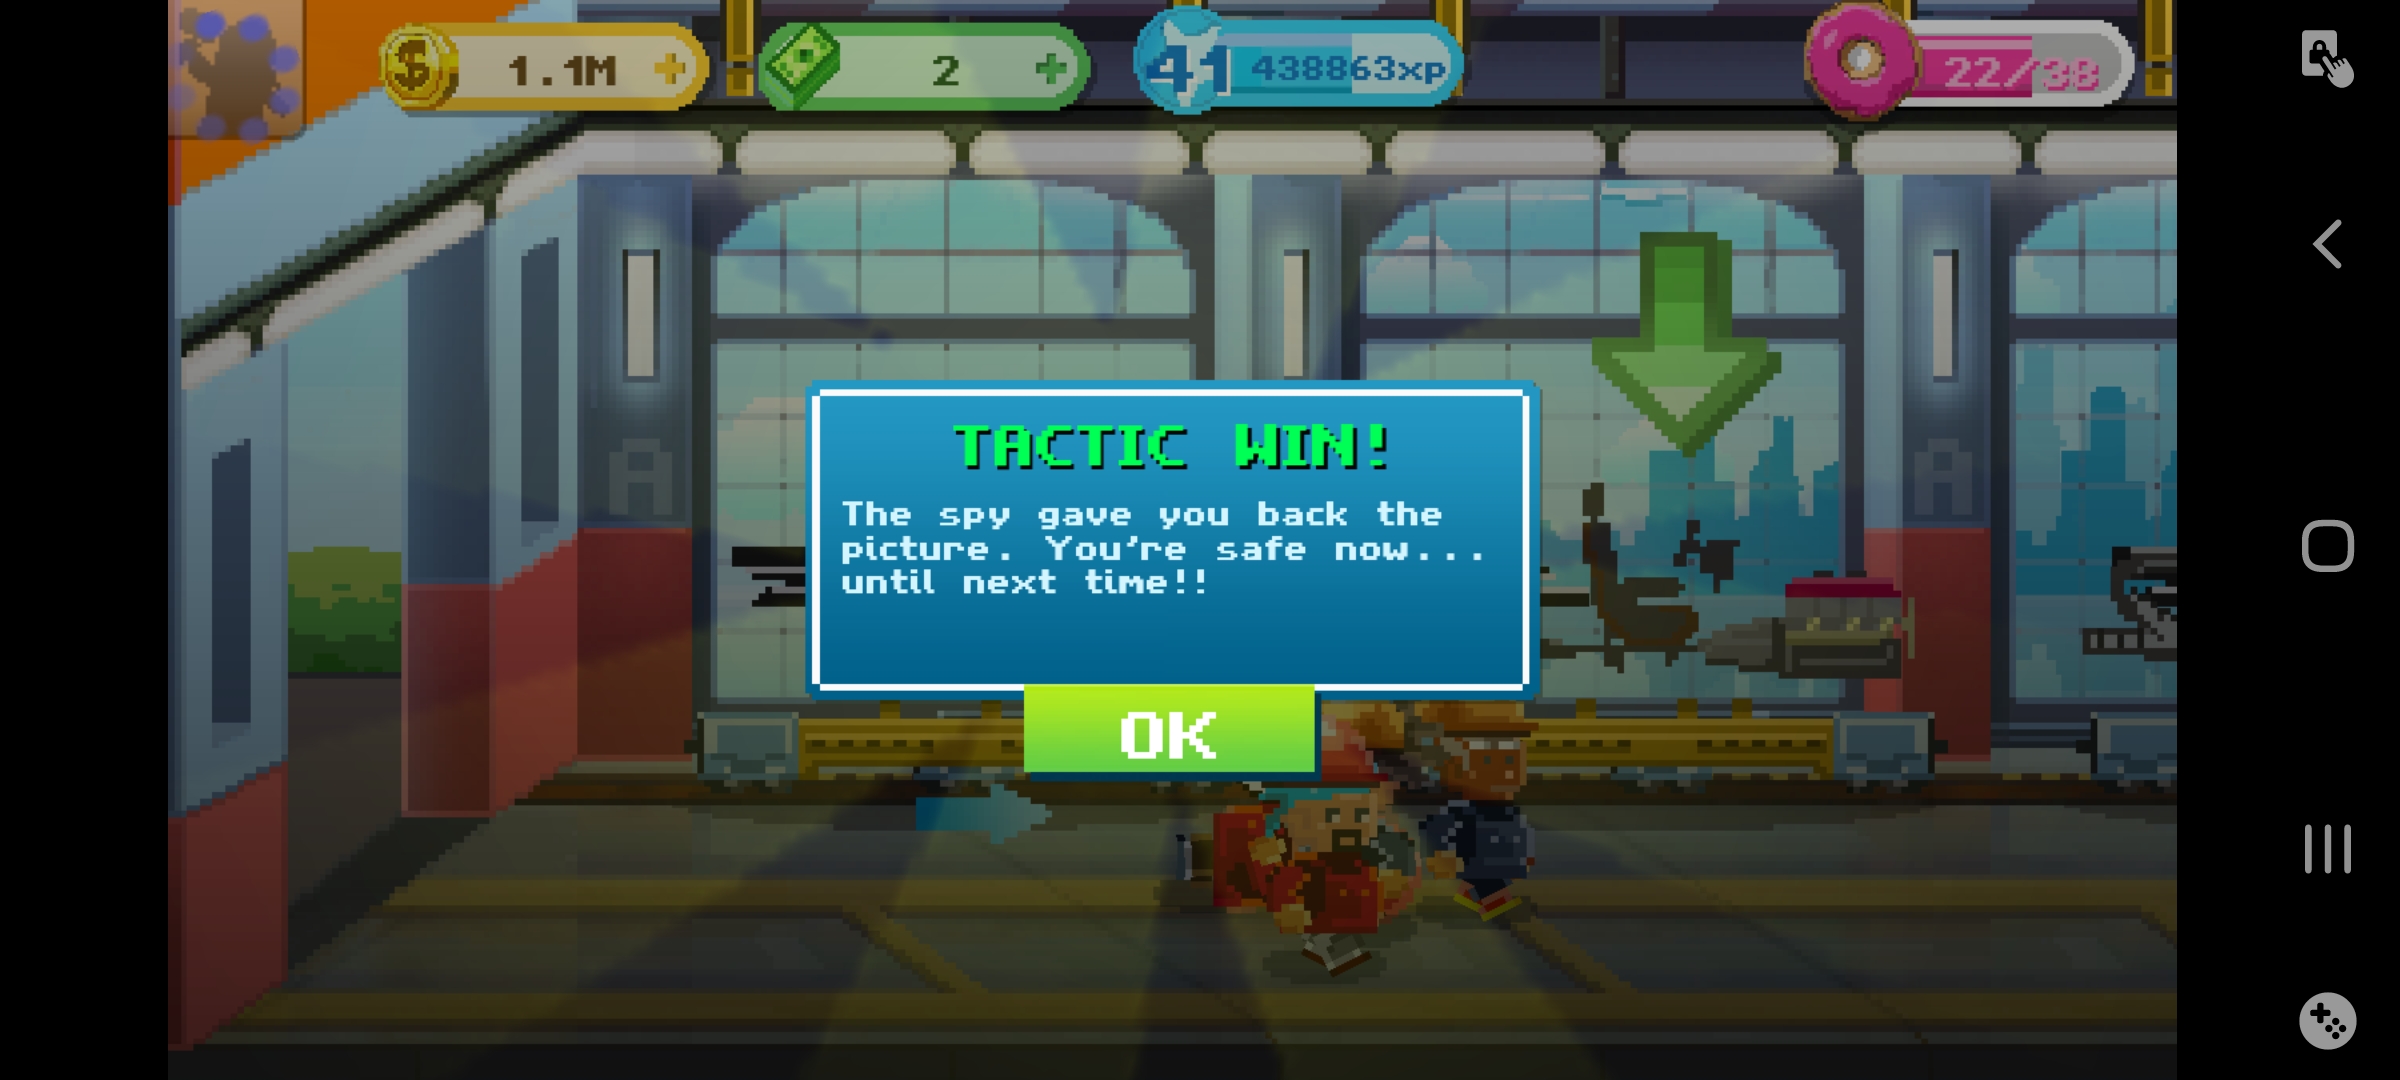 $ 1.1M + 2 + 41 438863xp 22/38
A A
TACTIC WIN!
The spy gave you back the
picture. You're safe now...
until next time!!
OK